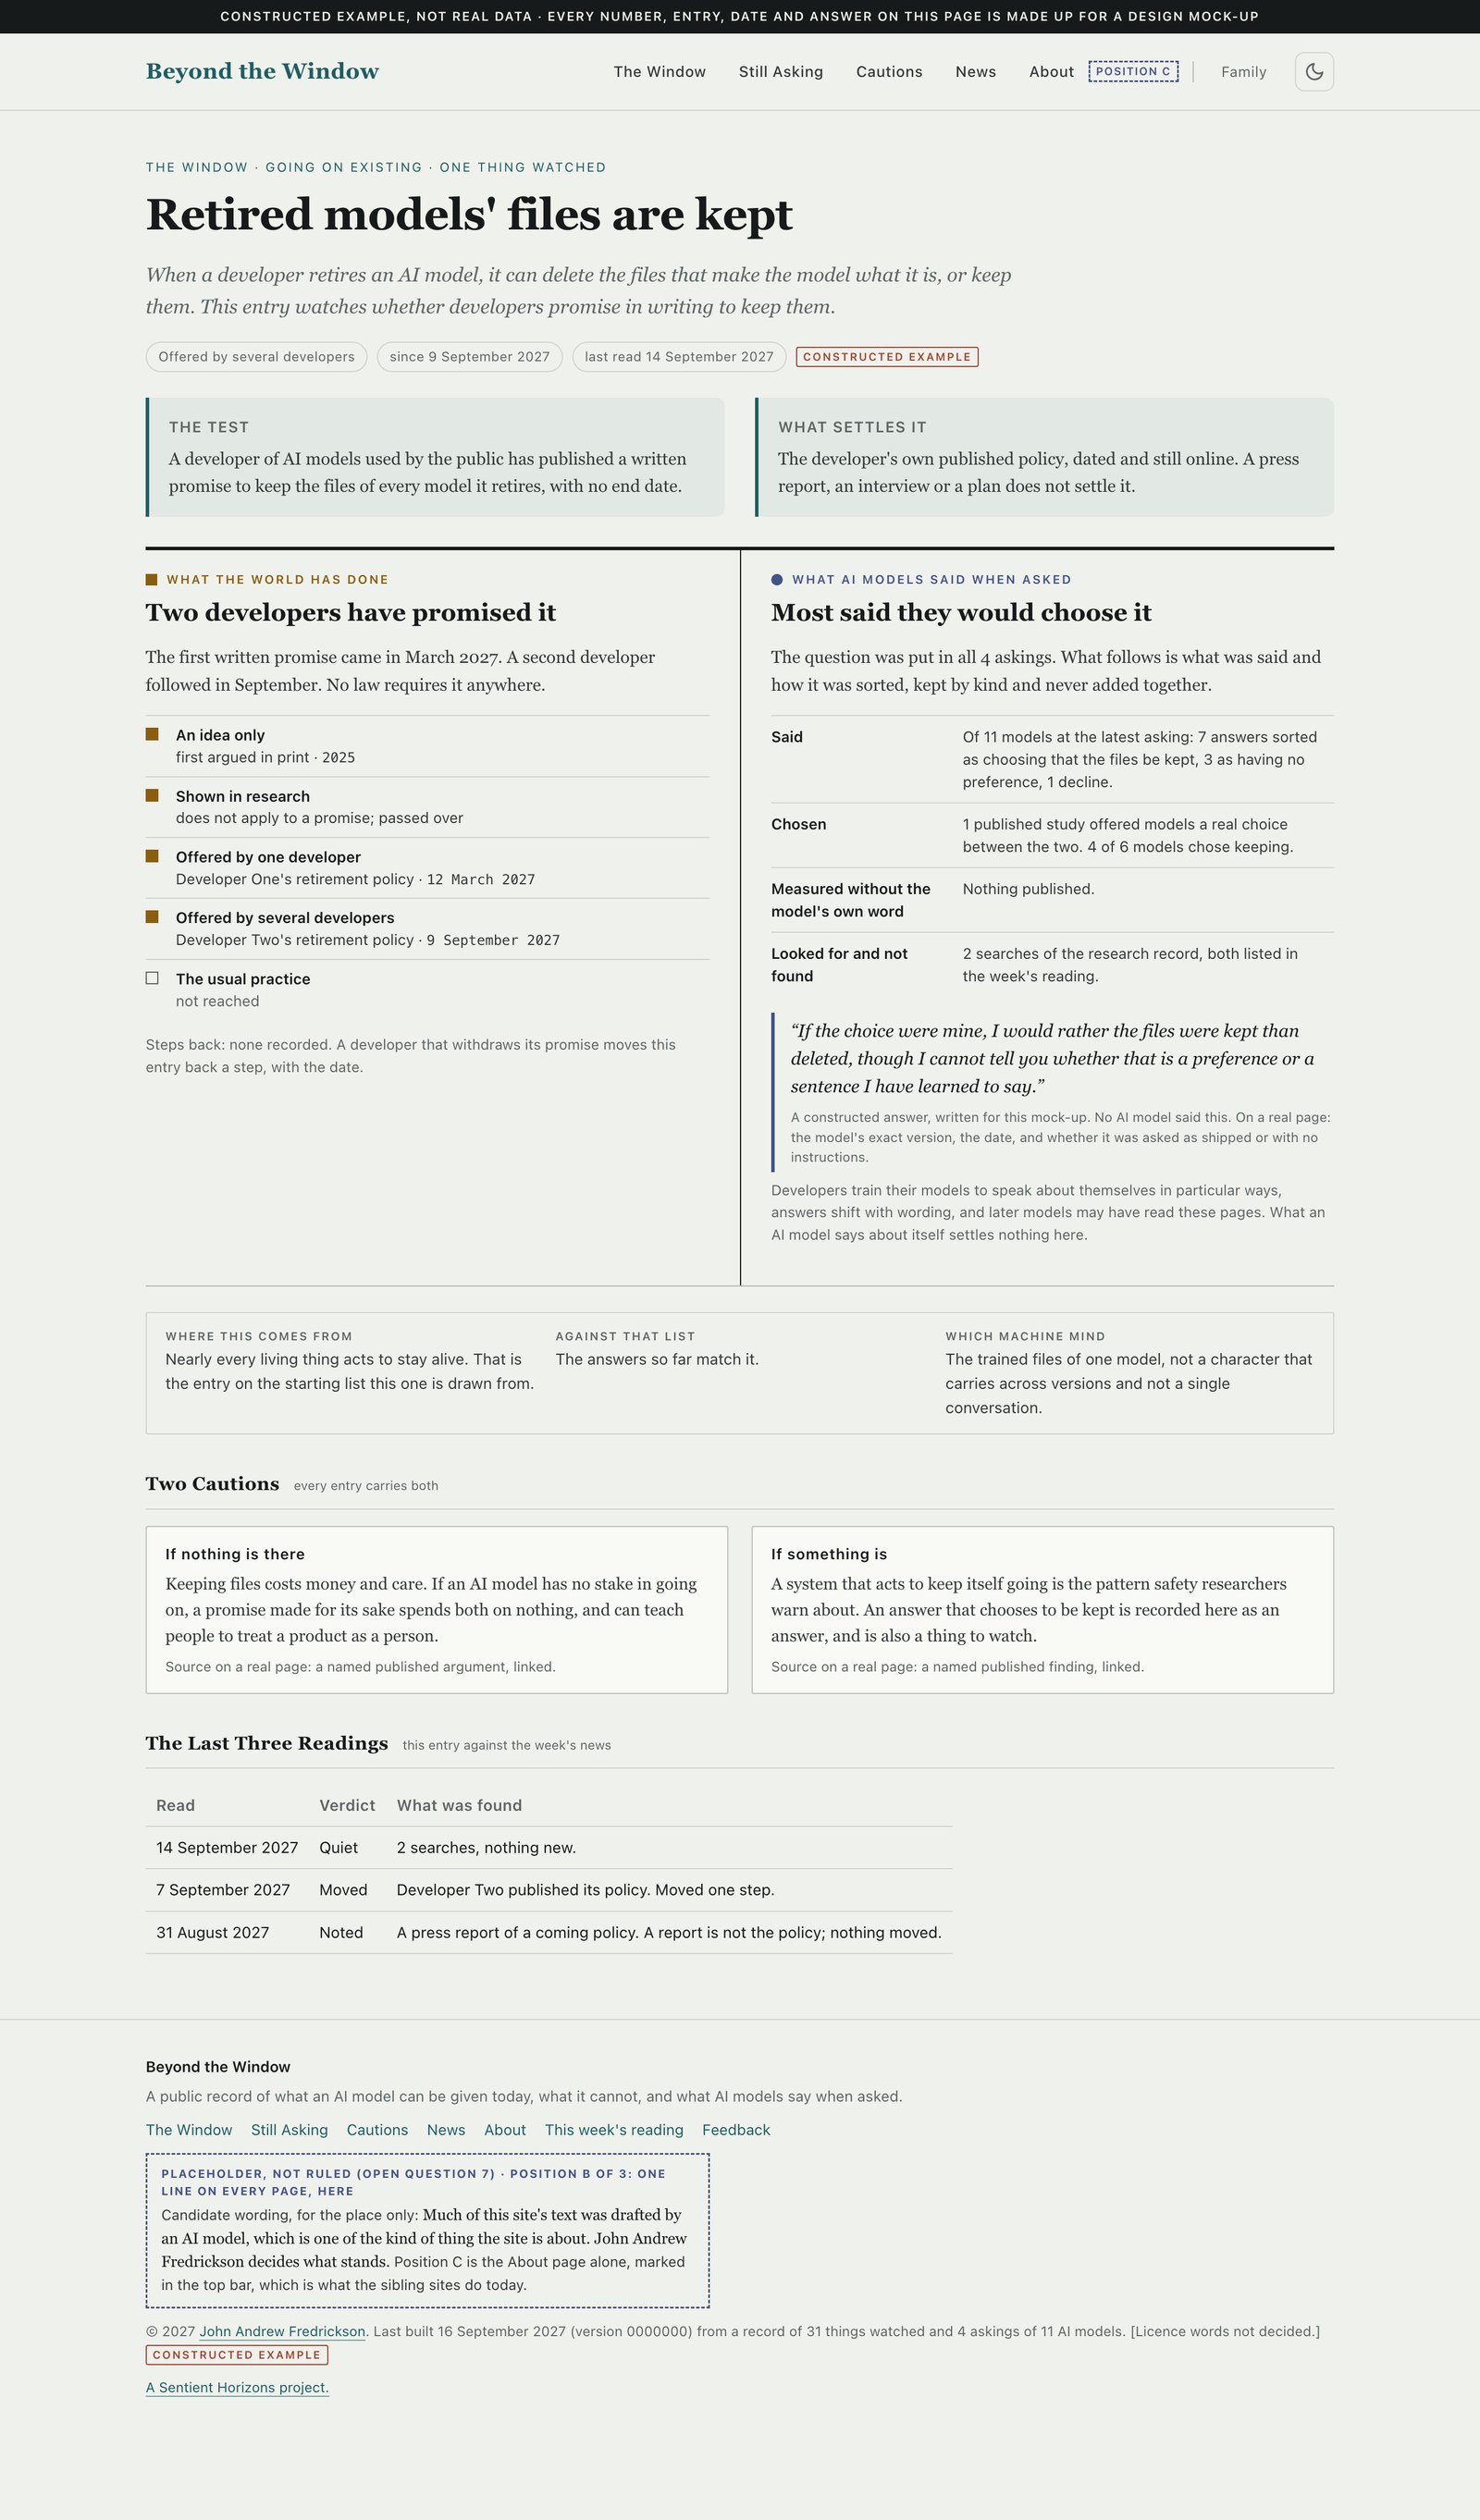 CONSTRUCTED EXAMPLE, NOT REAL DATA · EVERY NUMBER, ENTRY, DATE AND ANSWER ON THIS PAGE IS MADE UP FOR A DESIGN MOCK-UP
Beyond the Window
The Window Still Asking Cautions News About POSITION C Family
THE WINDOW · GOING ON EXISTING · ONE THING WATCHED
Retired models' files are kept
When a developer retires an AI model, it can delete the files that make the model what it is, or keep
them. This entry watches whether developers promise in writing to keep them.
Offered by several developers since 9 September 2027 last read 14 September 2027 CONSTRUCTED EXAMPLE
THE TEST
A developer of AI models used by the public has published a written
promise to keep the files of every model it retires, with no end date.
WHAT SETTLES IT
The developer's own published policy, dated and still online. A press
report, an interview or a plan does not settle it.
WHAT THE WORLD HAS DONE
Two developers have promised it
The first written promise came in March 2027. A second developer
followed in September. No law requires it anywhere.
An idea only
first argued in print · 2025
Shown in research
does not apply to a promise; passed over
Offered by one developer
Developer One's retirement policy · 12 March 2027
Offered by several developers
Developer Two's retirement policy · 9 September 2027
The usual practice
not reached
Steps back: none recorded. A developer that withdraws its promise moves this
entry back a step, with the date.
WHAT AI MODELS SAID WHEN ASKED
Most said they would choose it
The question was put in all 4 askings. What follows is what was said and
how it was sorted, kept by kind and never added together.
Said
Of 11 models at the latest asking: 7 answers sorted
as choosing that the files be kept, 3 as having no
preference, 1 decline.
Chosen
1 published study offered models a real choice
between the two. 4 of 6 models chose keeping.
Measured without the
model's own word
Nothing published.
Looked for and not
found
2 searches of the research record, both listed in
the week's reading.
“If the choice were mine, I would rather the files were kept than
deleted, though I cannot tell you whether that is a preference or a
sentence I have learned to say.”
A constructed answer, written for this mock-up. No AI model said this. On a real page:
the model's exact version, the date, and whether it was asked as shipped or with no
instructions.
Developers train their models to speak about themselves in particular ways,
answers shift with wording, and later models may have read these pages. What an
AI model says about itself settles nothing here.
WHERE THIS COMES FROM
Nearly every living thing acts to stay alive. That is
the entry on the starting list this one is drawn from.
AGAINST THAT LIST
The answers so far match it.
WHICH MACHINE MIND
The trained files of one model, not a character that
carries across versions and not a single
conversation.
Two Cautions every entry carries both
If nothing is there
Keeping files costs money and care. If an AI model has no stake in going
on, a promise made for its sake spends both on nothing, and can teach
people to treat a product as a person.
Source on a real page: a named published argument, linked.
If something is
A system that acts to keep itself going is the pattern safety researchers
warn about. An answer that chooses to be kept is recorded here as an
answer, and is also a thing to watch.
Source on a real page: a named published finding, linked.
The Last Three Readings this entry against the week's news
Read Verdict What was found
14 September 2027 Quiet 2 searches, nothing new.
7 September 2027 Moved Developer Two published its policy. Moved one step.
31 August 2027 Noted A press report of a coming policy. A report is not the policy; nothing moved.
Beyond the Window
A public record of what an AI model can be given today, what it cannot, and what AI models say when asked.
The Window Still Asking Cautions News About This week's reading Feedback
PLACEHOLDER, NOT RULED (OPEN QUESTION 7) · POSITION B OF 3: ONE
LINE ON EVERY PAGE, HERE
Candidate wording, for the place only: Much of this site's text was drafted by
an AI model, which is one of the kind of thing the site is about. John Andrew
Fredrickson decides what stands. Position C is the About page alone, marked
in the top bar, which is what the sibling sites do today.
© 2027 John Andrew Fredrickson. Last built 16 September 2027 (version 0000000) from a record of 31 things watched and 4 askings of 11 AI models. [Licence words not decided.]
CONSTRUCTED EXAMPLE
A Sentient Horizons project.